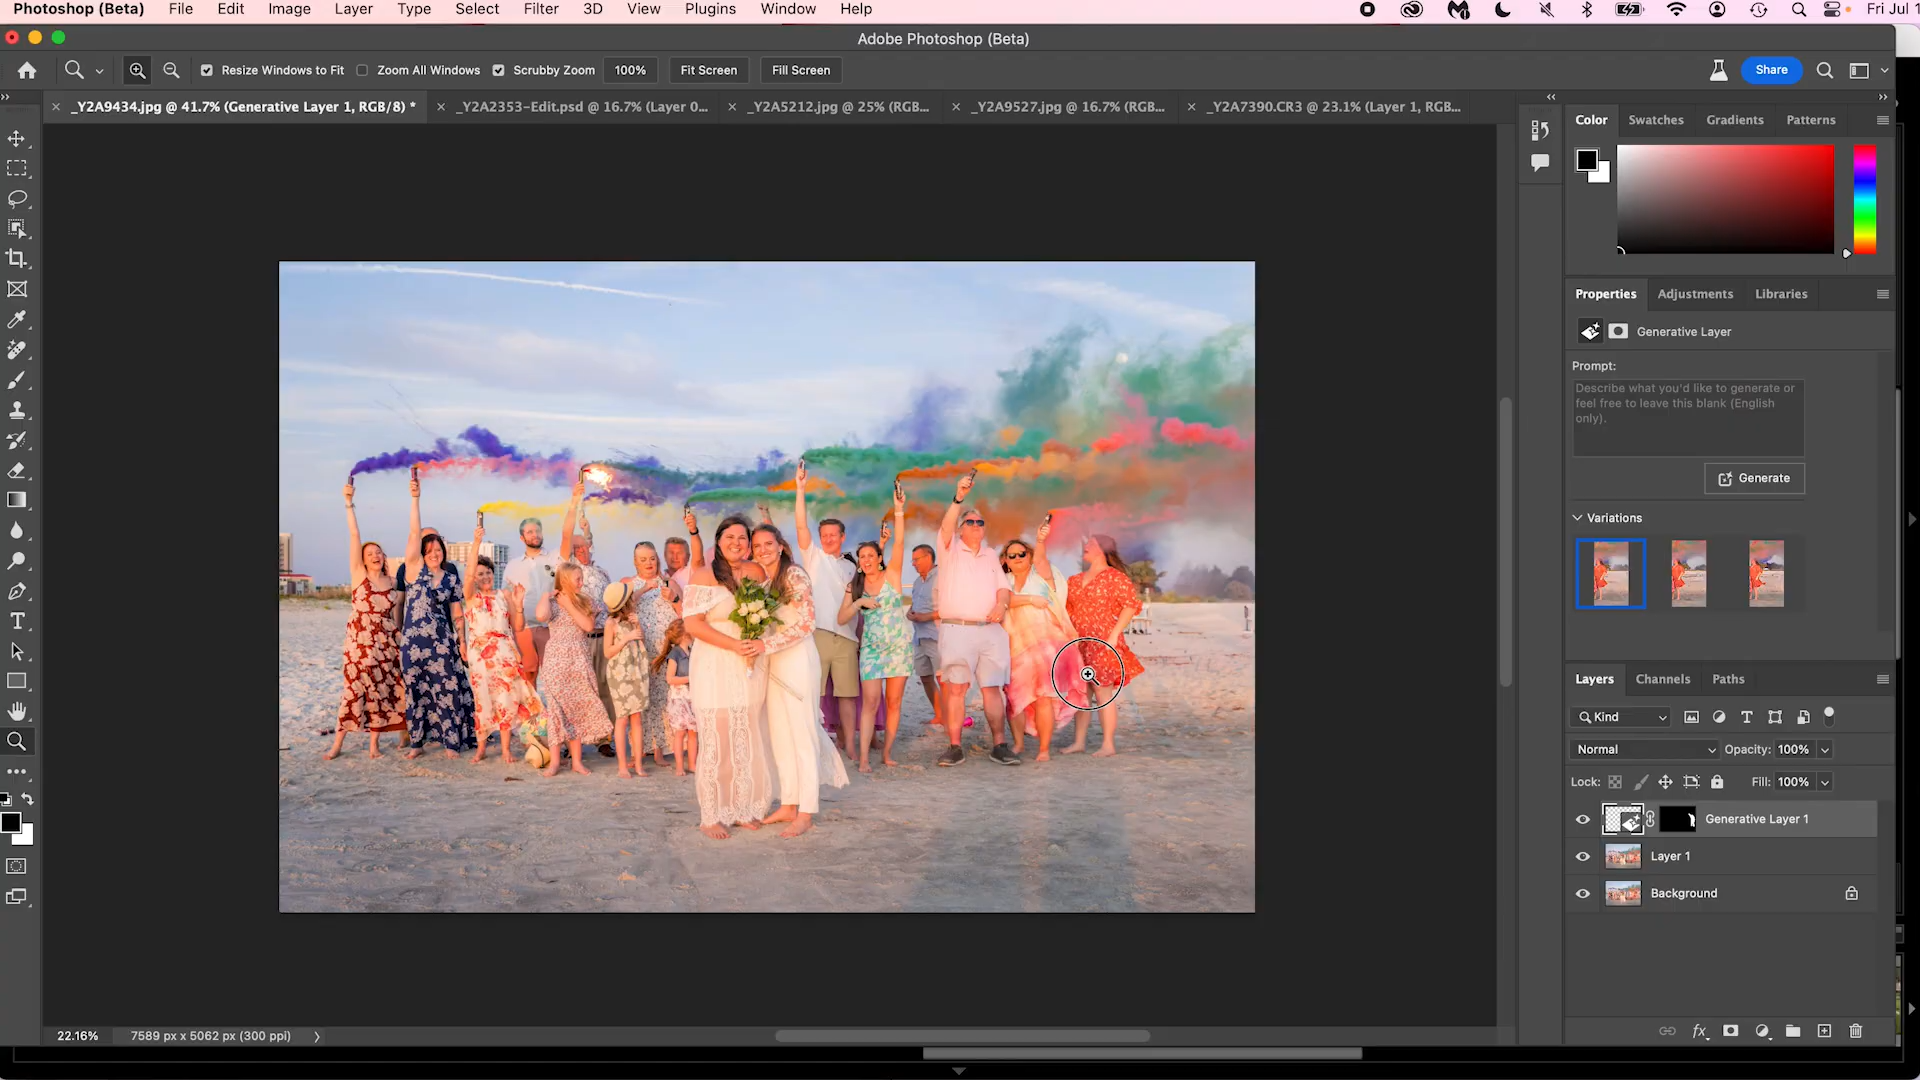 Photoshop (Beta) File Edit Image Layer Type Select Filter 3D View Plugins Window Help Fri Jul 1
Adobe Photoshop (Beta)
Resize Windows to Fit Zoom All Windows Scrubby Zoom 100% Fit Screen Fill Screen Share
_Y2A9434.jpg @ 41.7% (Generative Layer 1, RGB/8) * _Y2A2353-Edit.psd @ 16.7% (Layer 0... _Y2A5212.jpg @ 25% (RGB... _Y2A9527.jpg @ 16.7% (RGB... _Y2A7390.CR3 @ 23.1% (Layer 1, RGB...
Color Swatches Gradients Patterns
Properties Adjustments Libraries
Generative Layer
Prompt:
Describe what you'd like to generate or
feel free to leave this blank (English
only).
Generate
Variations
Layers Channels Paths
Kind
Normal Opacity: 100%
Lock: Fill: 100%
Generative Layer 1
Layer 1
Background
22.16% 7589 px x 5062 px (300 ppi)